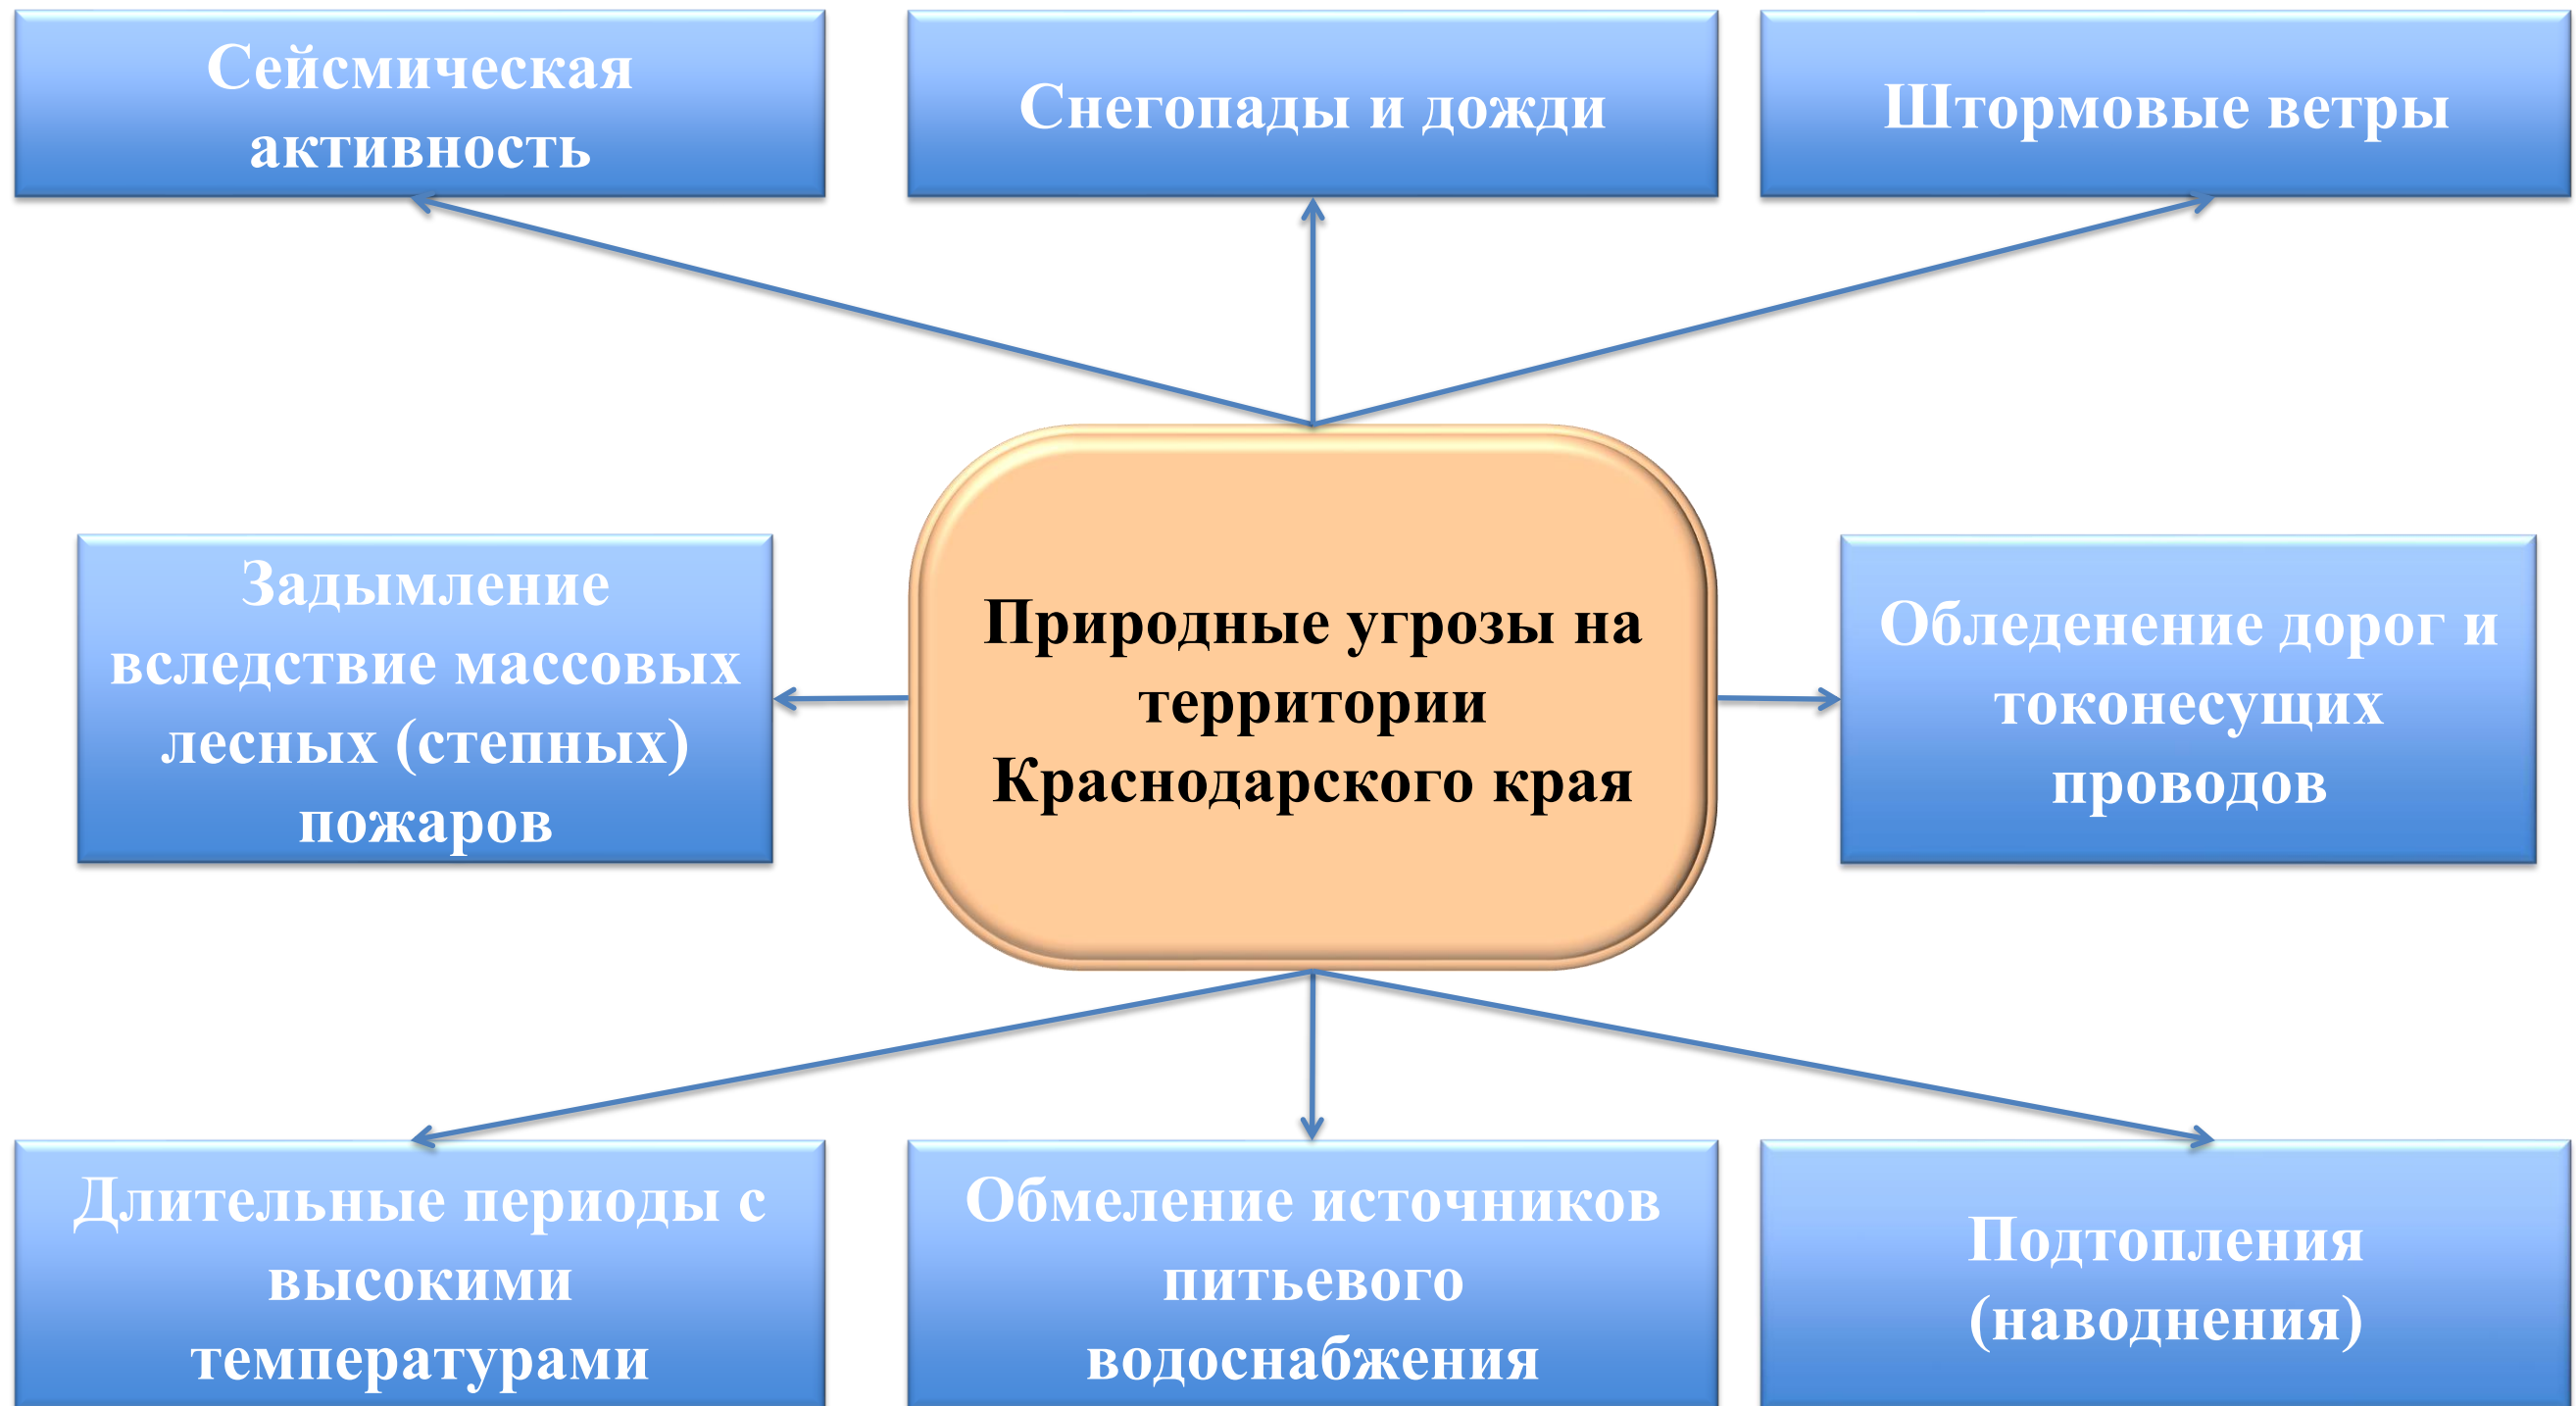 Сейсмическая
активность
Снегопады и дожди
Штормовые ветры
Задымление
вследствие массовых
лесных (степных)
пожаров
Природные угрозы на
территории
Краснодарского края
Обледенение дорог и
токонесущих
проводов
Длительные периоды с
высокими
температурами
Обмеление источников
питьевого
водоснабжения
Подтопления
(наводнения)